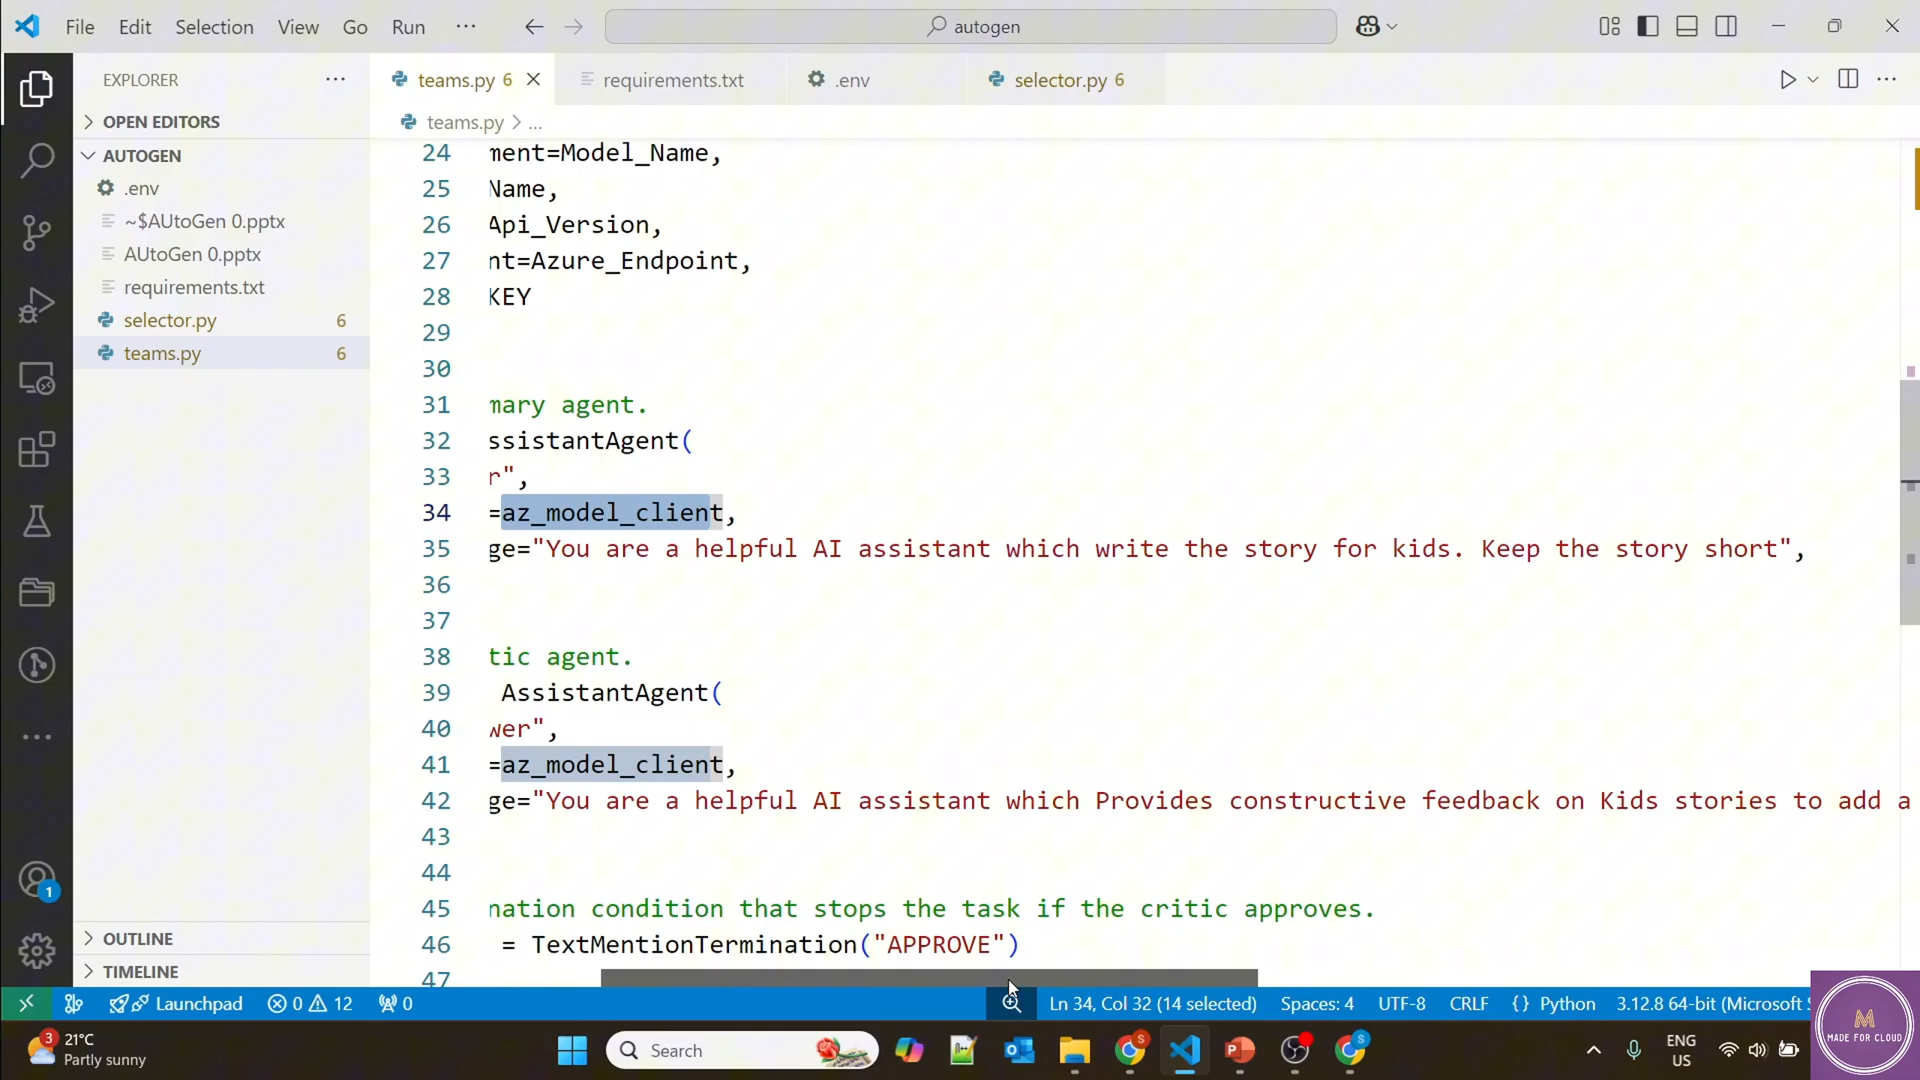 File Edit Selection View Go Run ···
autogen
EXPLORER ···
OPEN EDITORS
AUTOGEN
.env
~$AUtoGen 0.pptx
AUtoGen 0.pptx
requirements.txt
selector.py 6
teams.py 6
OUTLINE
TIMELINE
teams.py 6
requirements.txt
.env
selector.py 6
teams.py > ...
24 ment=Model_Name,
25 Name,
26 Api_Version,
27 nt=Azure_Endpoint,
28 KEY
29
30
31 mary agent.
32 ssistantAgent(
33 r",
34 =az_model_client,
35 ge="You are a helpful AI assistant which write the story for kids. Keep the story short",
36
37
38 tic agent.
39 AssistantAgent(
40 wer",
41 =az_model_client,
42 ge="You are a helpful AI assistant which Provides constructive feedback on Kids stories to add a
43
44
45 nation condition that stops the task if the critic approves.
46 = TextMentionTermination("APPROVE")
47
1
Launchpad 0 12 0
Ln 34, Col 32 (14 selected) Spaces: 4 UTF-8 CRLF {} Python 3.12.8 64-bit (Microsoft
3
21°C
Partly sunny
Search
ENG
US
M
MADE FOR CLOUD